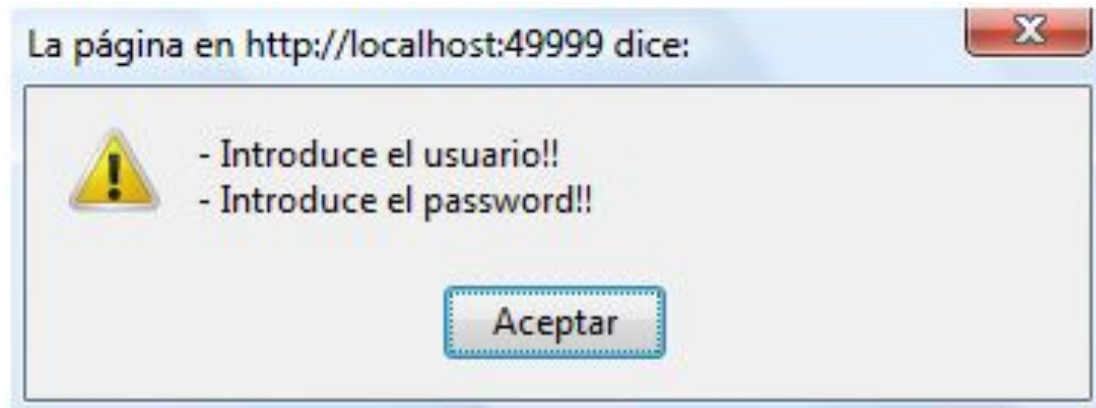 La página en http://localhost:49999 dice:
- Introduce el usuario!!
- Introduce el password!!
Aceptar